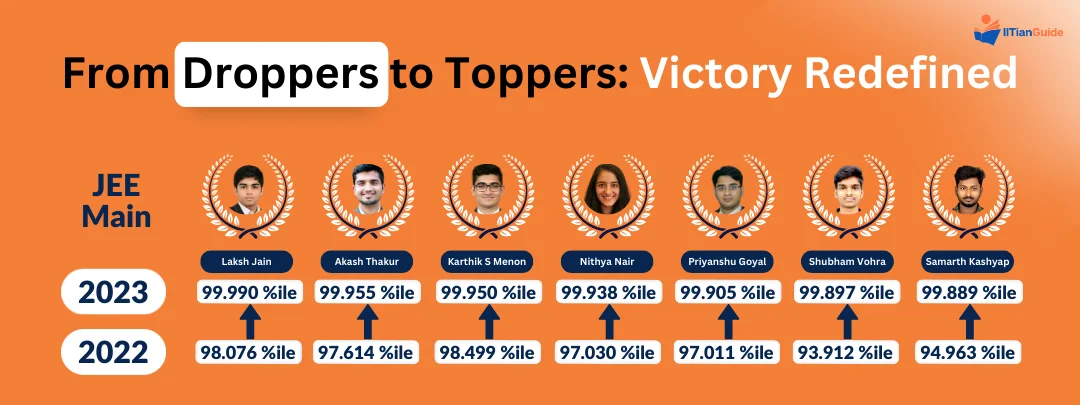 IITianGuide
From Droppers to Toppers: Victory Redefined
JEE
Main
Laksh Jain
Akash Thakur
Karthik S Menon
Nithya Nair
Priyanshu Goyal
Shubham Vohra
Samarth Kashyap
2023 99.990 %ile 99.955 %ile 99.950 %ile 99.938 %ile 99.905 %ile 99.897 %ile 99.889 %ile
2022 98.076 %ile 97.614 %ile 98.499 %ile 97.030 %ile 97.011 %ile 93.912 %ile 94.963 %ile